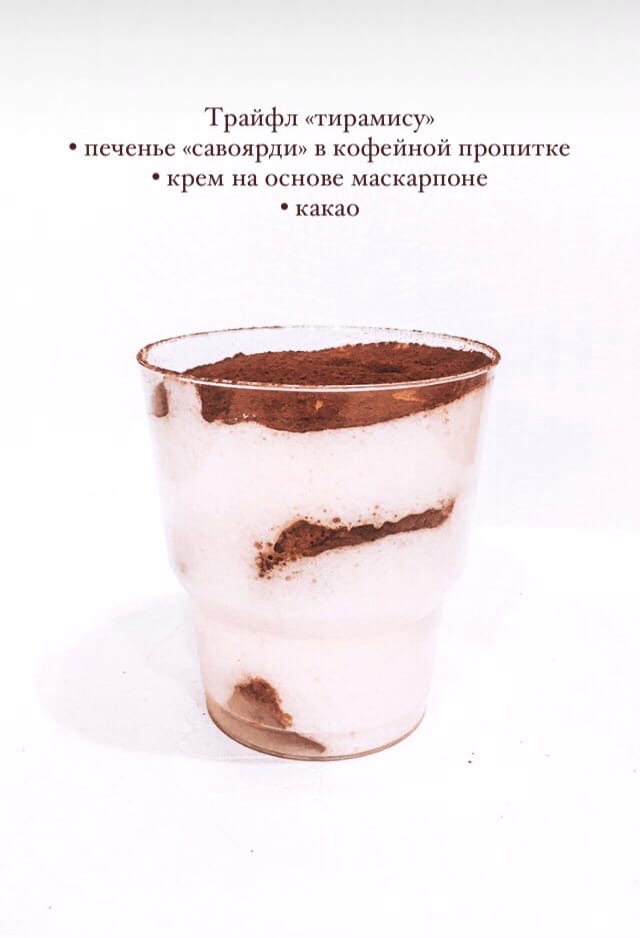 Трайфл «тирамису»
• печенье «савоярди» в кофейной пропитке
• крем на основе маскарпоне
• какао